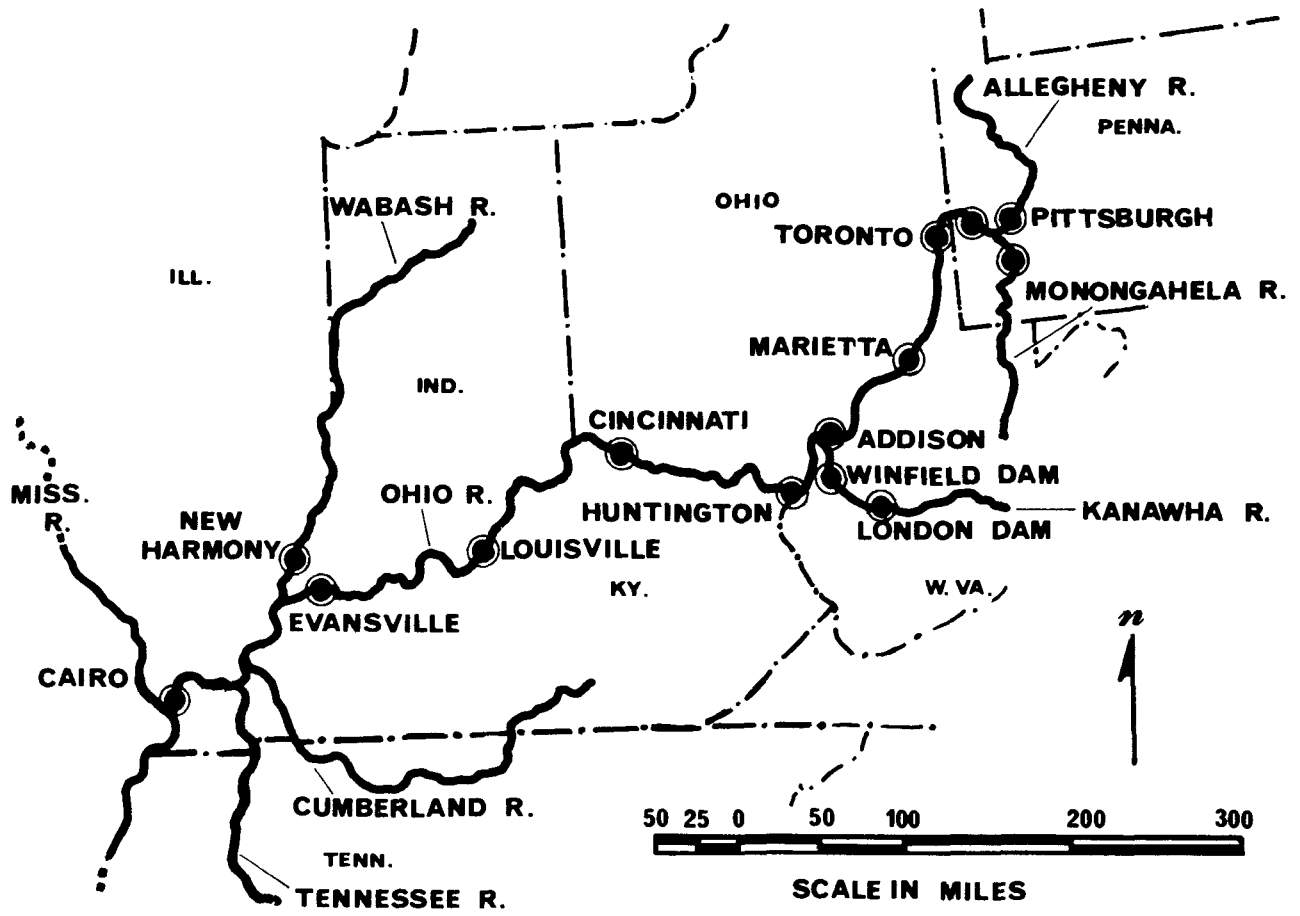 ALLEGHENY R.
PENNA.
OHIO
WABASH R.
PITTSBURGH
TORONTO
ILL.
MONONGAHELA R.
MARIETTA
IND.
CINCINNATI
ADDISON
WINFIELD DAM
MISS.
R.
OHIO R.
HUNTINGTON
KANAWHA R.
LONDON DAM
NEW
HARMONY
LOUISVILLE
KY.
W. VA.
EVANSVILLE
n
CAIRO
CUMBERLAND R.
50 25 0 50 100 200 300
TENN.
TENNESSEE R.
SCALE IN MILES